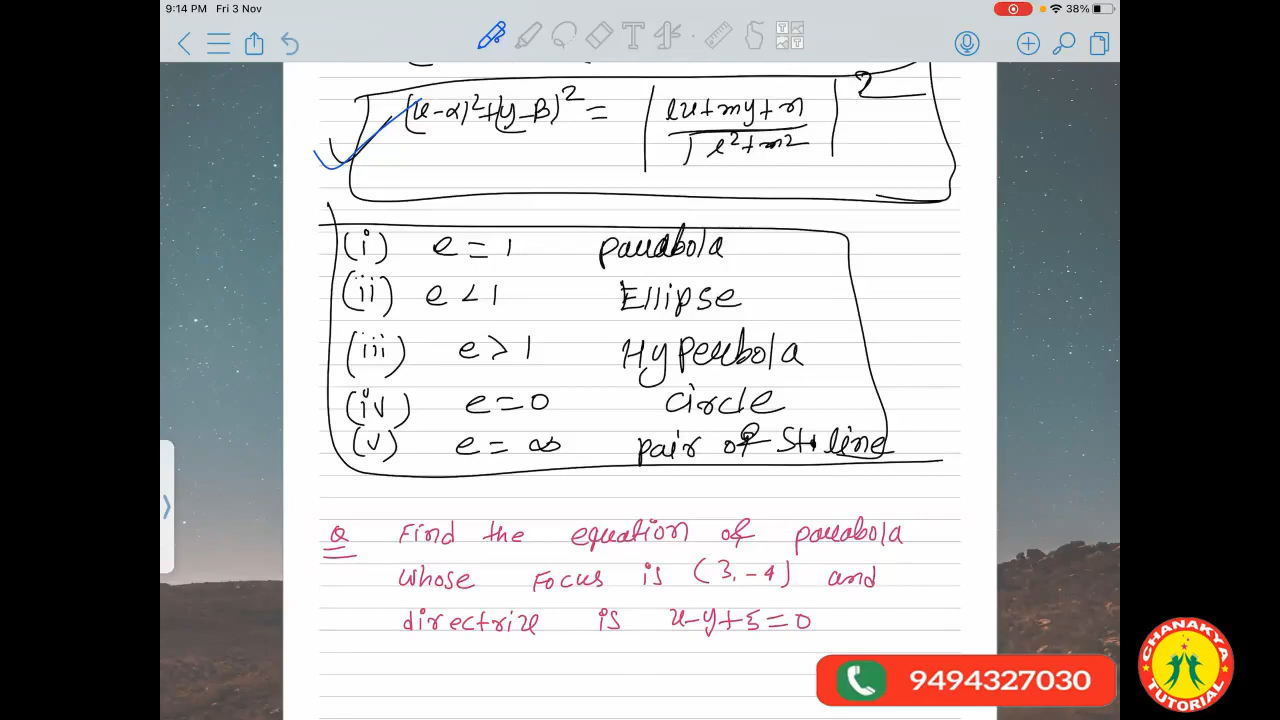 9:14 PM Fri 3 Nov
38%
(x-α)²+(y-β)² = | lx+my+n / √l²+m² |²
(i) e = 1 parabola
(ii) e < 1 Ellipse
(iii) e > 1 Hyperbola
(iv) e = 0 circle
(v) e = ∞ pair of St. line
Q Find the equation of parabola
whose Focus is (3, -4) and
directrix is x-y+5=0
9494327030
CHANAKYA
TUTORIAL